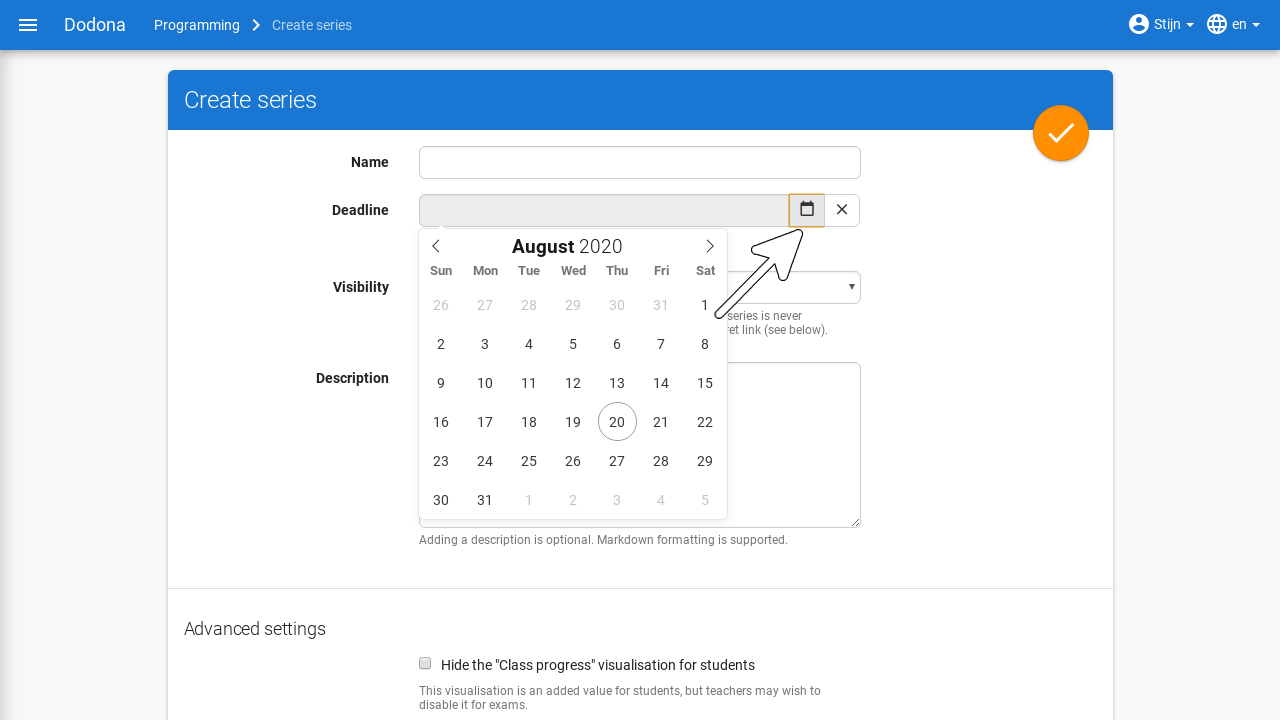 Dodona Programming Create series Stijn en
Create series
Name
Deadline
August 2020
Sun Mon Tue Wed Thu Fri Sat
26 27 28 29 30 31 1
2 3 4 5 6 7 8
9 10 11 12 13 14 15
16 17 18 19 20 21 22
23 24 25 26 27 28 29
30 31 1 2 3 4 5
Visibility
series is never
link (see below).
Description
Adding a description is optional. Markdown formatting is supported.
Advanced settings
Hide the "Class progress" visualisation for students
This visualisation is an added value for students, but teachers may wish to
disable it for exams.